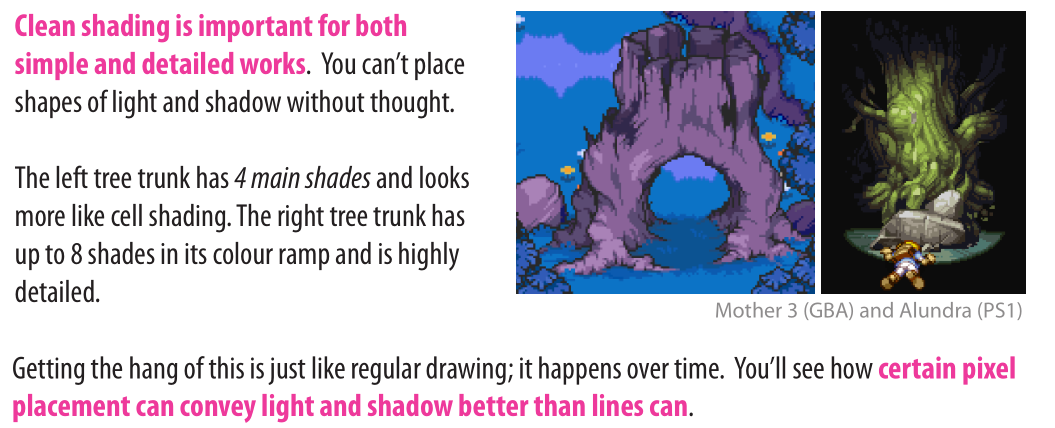 Clean shading is important for both
simple and detailed works. You can't place
shapes of light and shadow without thought.
The left tree trunk has 4 main shades and looks
more like cell shading. The right tree trunk has
up to 8 shades in its colour ramp and is highly
detailed.
Mother 3 (GBA) and Alundra (PS1)
Getting the hang of this is just like regular drawing; it happens over time. You'll see how certain pixel
placement can convey light and shadow better than lines can.